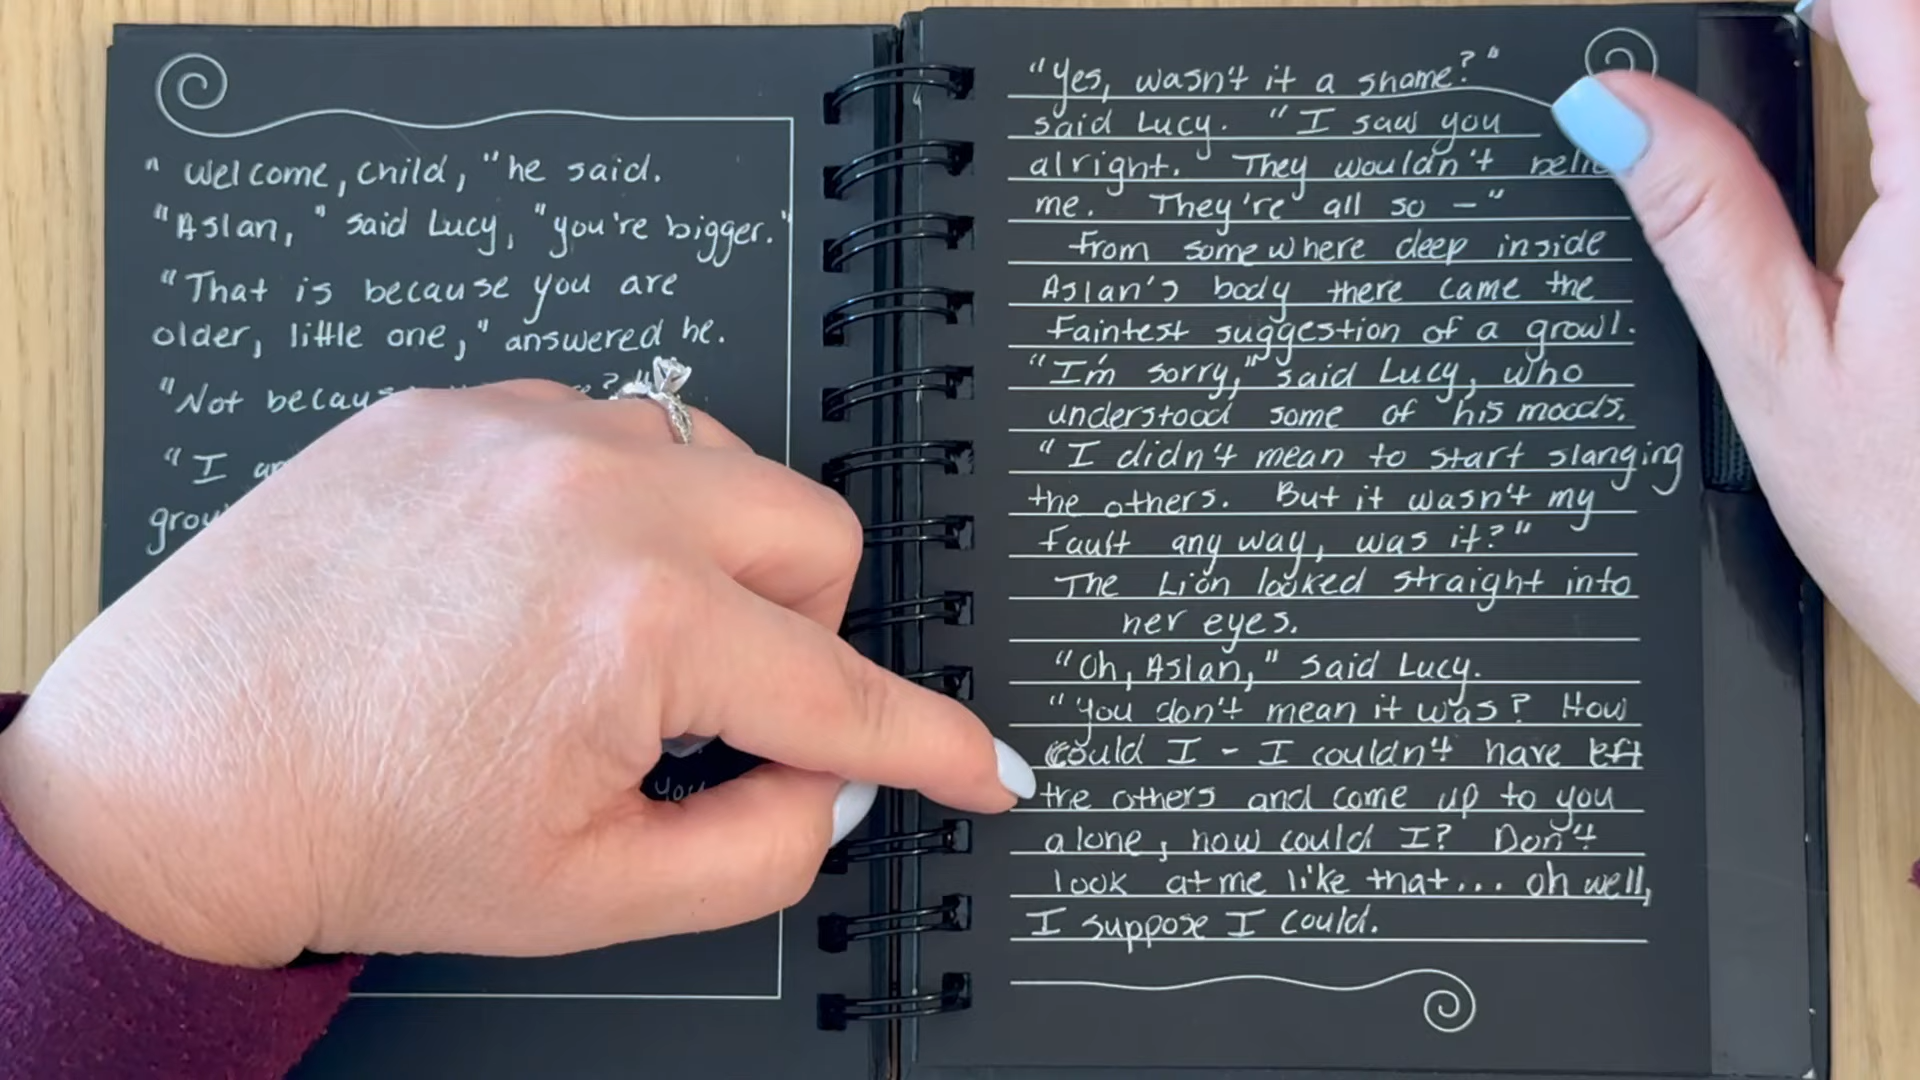 " Welcome, child, " he said.
"Aslan, " said Lucy, "you're bigger."
"That is because you are
older, little one," answered he.
"Not ?"
"I
you
"Yes, wasn't it a shame?"
said Lucy. "I saw you
alright. They wouldn't
me. They're all so -"
From somewhere deep inside
Aslan's body there came the
faintest suggestion of a growl.
"I'm sorry," said Lucy, who
understood some of his moods.
"I didn't mean to start slanging
the others. But it wasn't my
fault any way, was it?"
The Lion looked straight into
her eyes.
"Oh, Aslan," said Lucy.
"You don't mean it was? How
could I - I couldn't have left
the others and come up to you
alone, how could I? Don't
look at me like that... oh well,
I suppose I could.